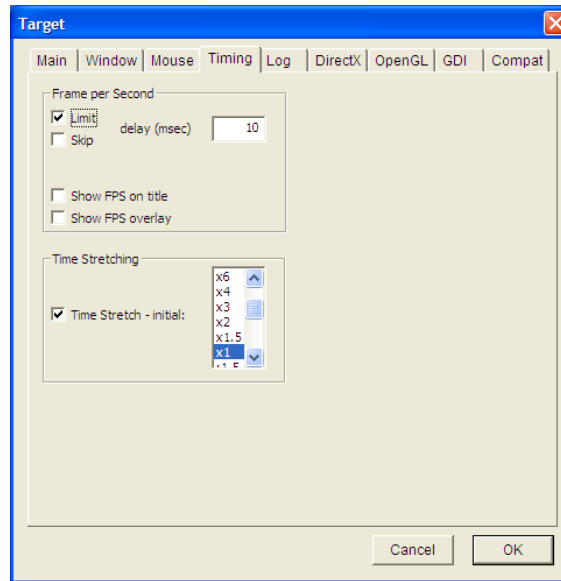 Target
Main Window Mouse Timing Log DirectX OpenGL GDI Compat
Frame per Second
Limit delay (msec) 10
Skip
Show FPS on title
Show FPS overlay
Time Stretching
x6
x4
x3
Time Stretch - initial:
x2
x1.5
x1
Cancel OK